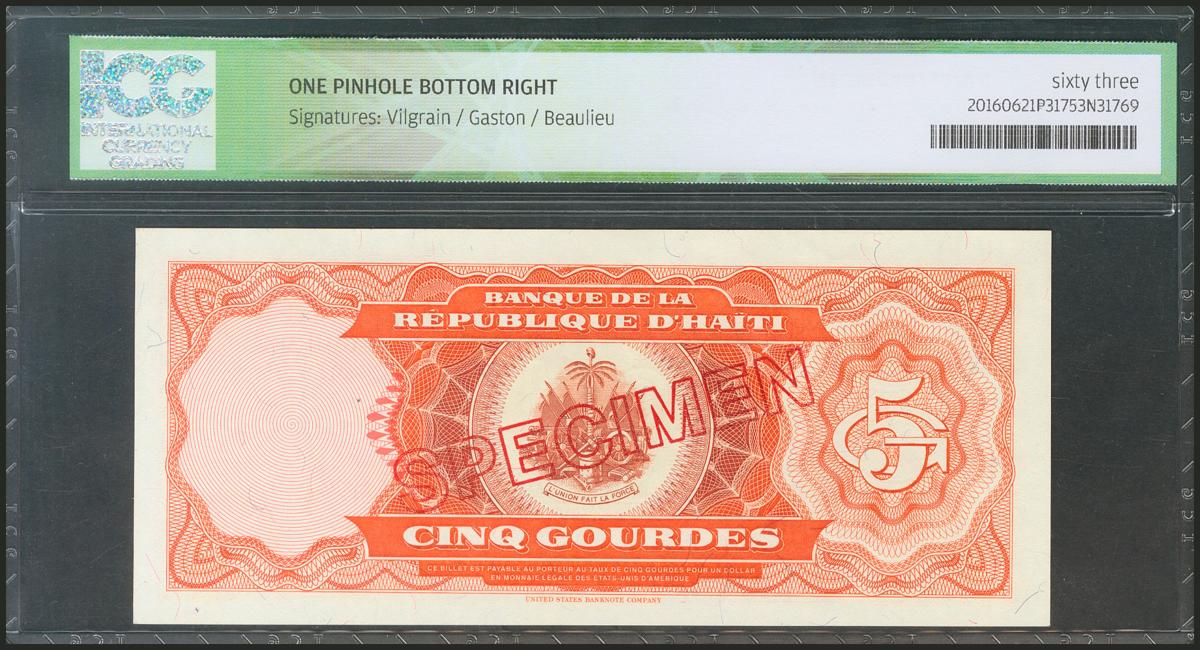 ICG
INTERNATIONAL
CURRENCY
GRADING
ONE PINHOLE BOTTOM RIGHT
Signatures: Vilgrain / Gaston / Beaulieu
sixty three
20160621P31753N31769
BANQUE DE LA
RÉPUBLIQUE D'HAÏTI
SPECIMEN
5 G
L'UNION FAIT LA FORCE
CINQ GOURDES
CE BILLET EST PAYABLE AU PORTEUR AU TAUX DE CINQ GOURDES POUR UN DOLLAR
EN MONNAIE LÉGALE DES ÉTATS-UNIS D'AMÉRIQUE
UNITED STATES BANKNOTE COMPANY